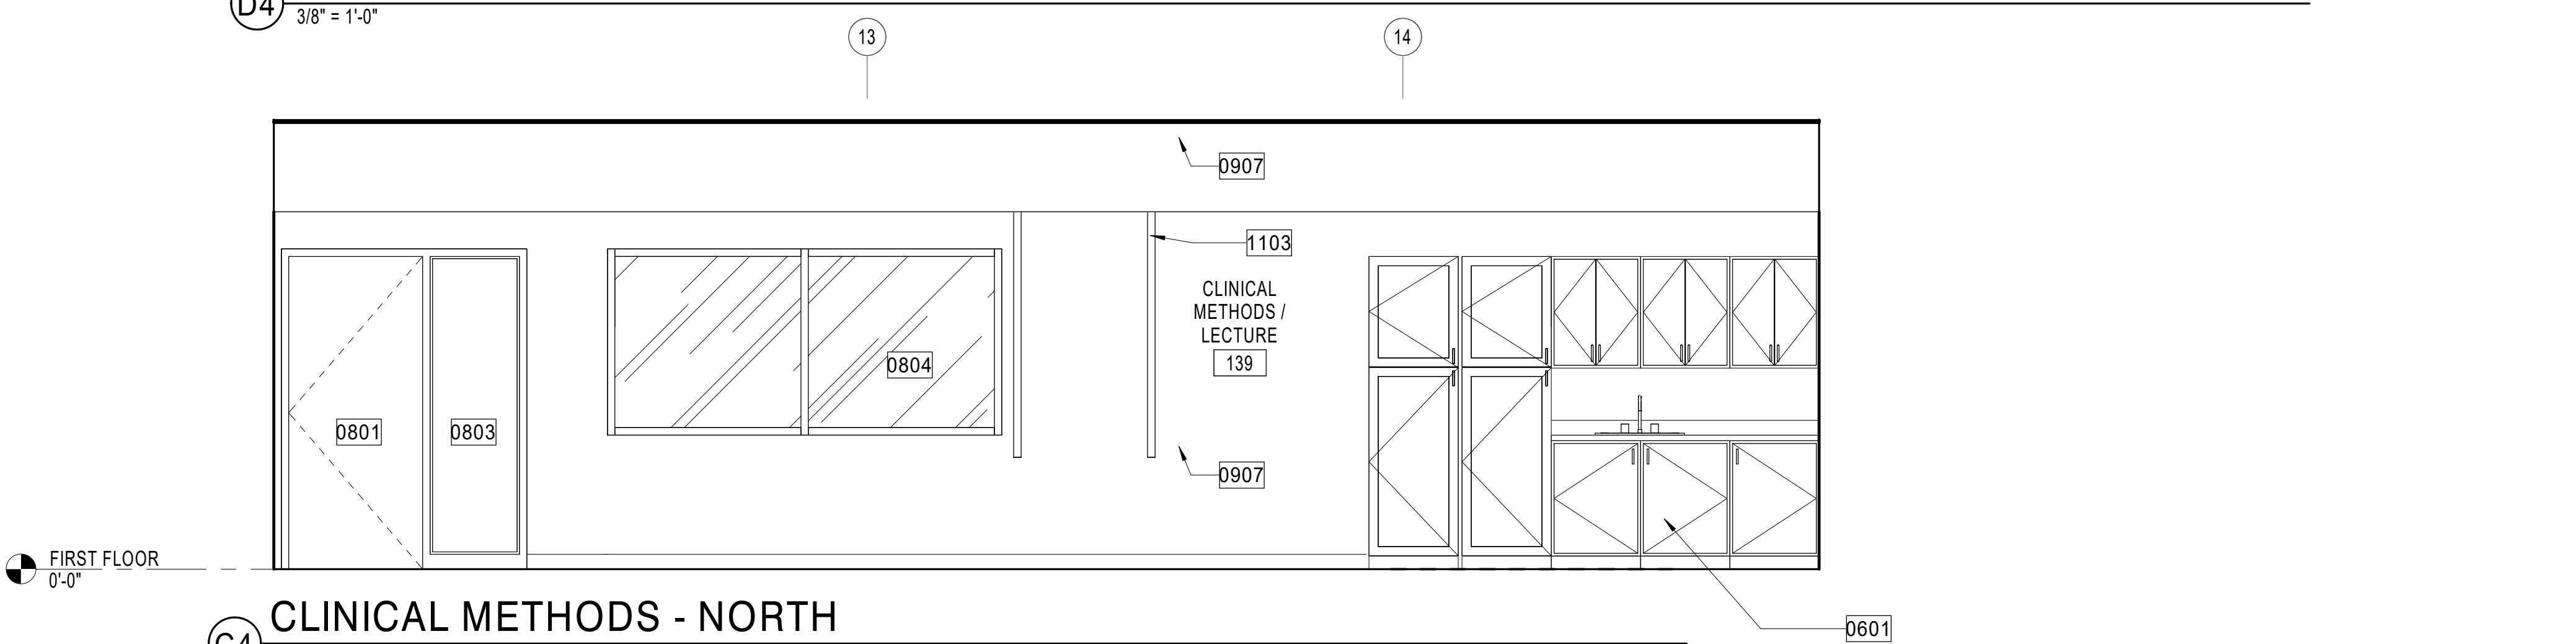 D4
3/8" = 1'-0"
13
14
0907
1103
CLINICAL
METHODS /
LECTURE
139
0804
0801
0803
0907
FIRST FLOOR
0'-0"
CLINICAL METHODS - NORTH
C4
0601